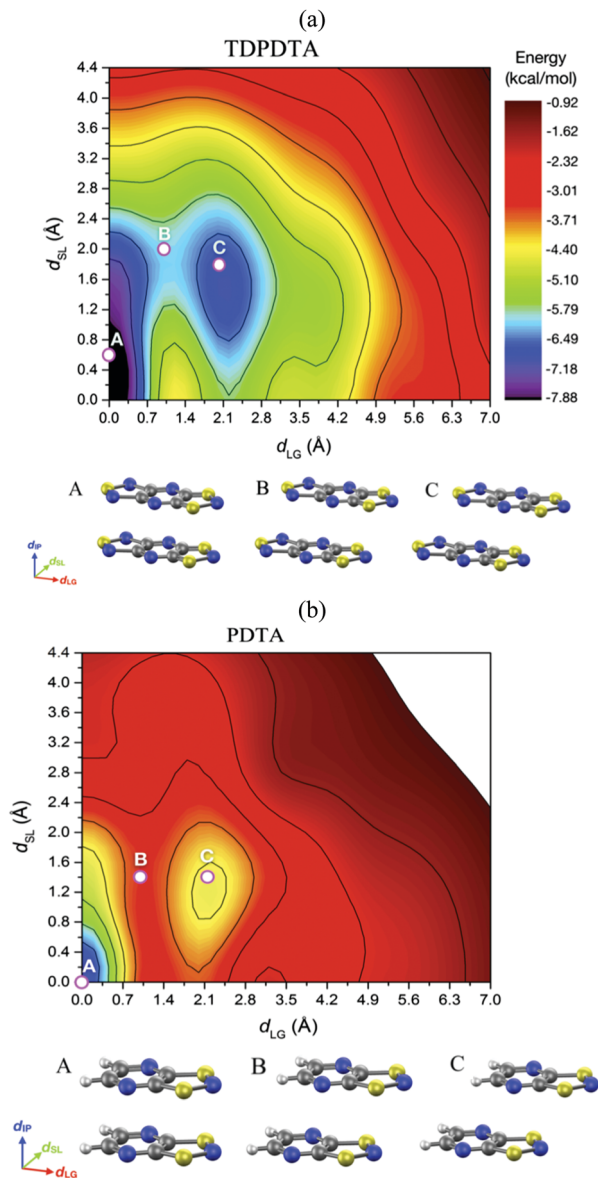 (a)
TDPDTA
Energy
(kcal/mol)
4.4
4.0
3.6
3.2
2.8
2.4
2.0
1.6
1.2
0.8
0.4
0.0
dSL (Å)
A
B
C
0.0 0.7 1.4 2.1 2.8 3.5 4.2 4.9 5.6 6.3 7.0
dLG (Å)
-0.92
-1.62
-2.32
-3.01
-3.71
-4.40
-5.10
-5.79
-6.49
-7.18
-7.88
A B C
dIP
dSL
dLG
(b)
PDTA
4.4
4.0
3.6
3.2
2.8
2.4
2.0
1.6
1.2
0.8
0.4
0.0
dSL (Å)
A
B
C
0.0 0.7 1.4 2.1 2.8 3.5 4.2 4.9 5.6 6.3 7.0
dLG (Å)
A B C
dIP
dSL
dLG